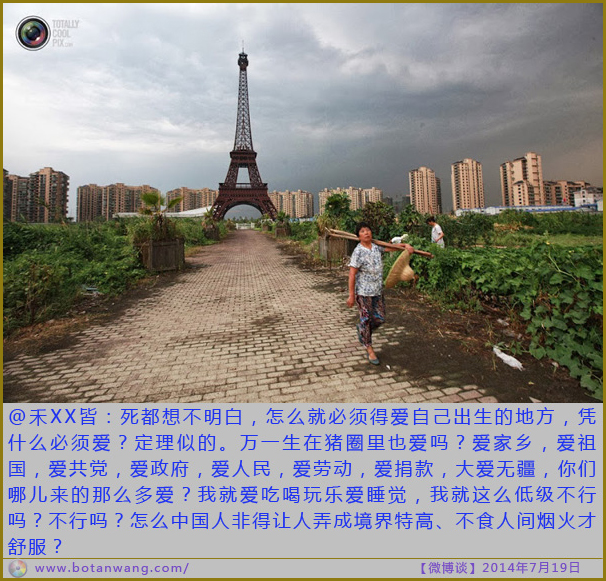 TOTALLY
COOL
PIX.COM
@禾XX皆：死都想不明白，怎么就必须得爱自己出生的地方，凭
什么必须爱？定理似的。万一生在猪圈里也爱吗？爱家乡，爱祖
国，爱共党，爱政府，爱人民，爱劳动，爱捐款，大爱无疆，你们
哪儿来的那么多爱？我就爱吃喝玩乐爱睡觉，我就这么低级不行
吗？不行吗？怎么中国人非得让人弄成境界特高、不食人间烟火才
舒服？
www.botanwang.com/ 【微博谈】2014年7月19日